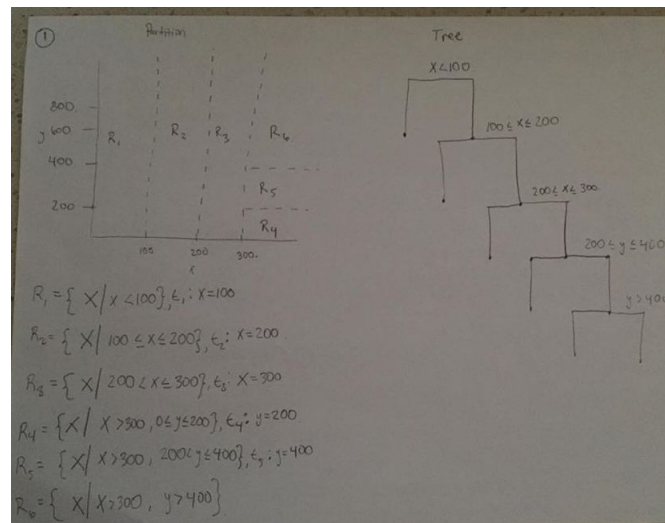 1
Partition
Tree
800
y 600
400
200
R1
R2
R3
R6
R5
R4
100
200
300
X<100
100 ≤ X ≤ 200
200 ≤ X ≤ 300
200 ≤ y ≤ 400
y > 400
R1 = { X / X < 100}, t1: X=100
R2 = { X / 100 ≤ X ≤ 200}, t2: X=200
R3 = { X / 200 < X ≤ 300}, t3: X=300
R4 = {X / X > 300, 0 ≤ y ≤ 200}, t4: y=200
R5 = { X / X > 300, 200 < y ≤ 400}, t5: y=400
R6 = { X / X > 300, y > 400}